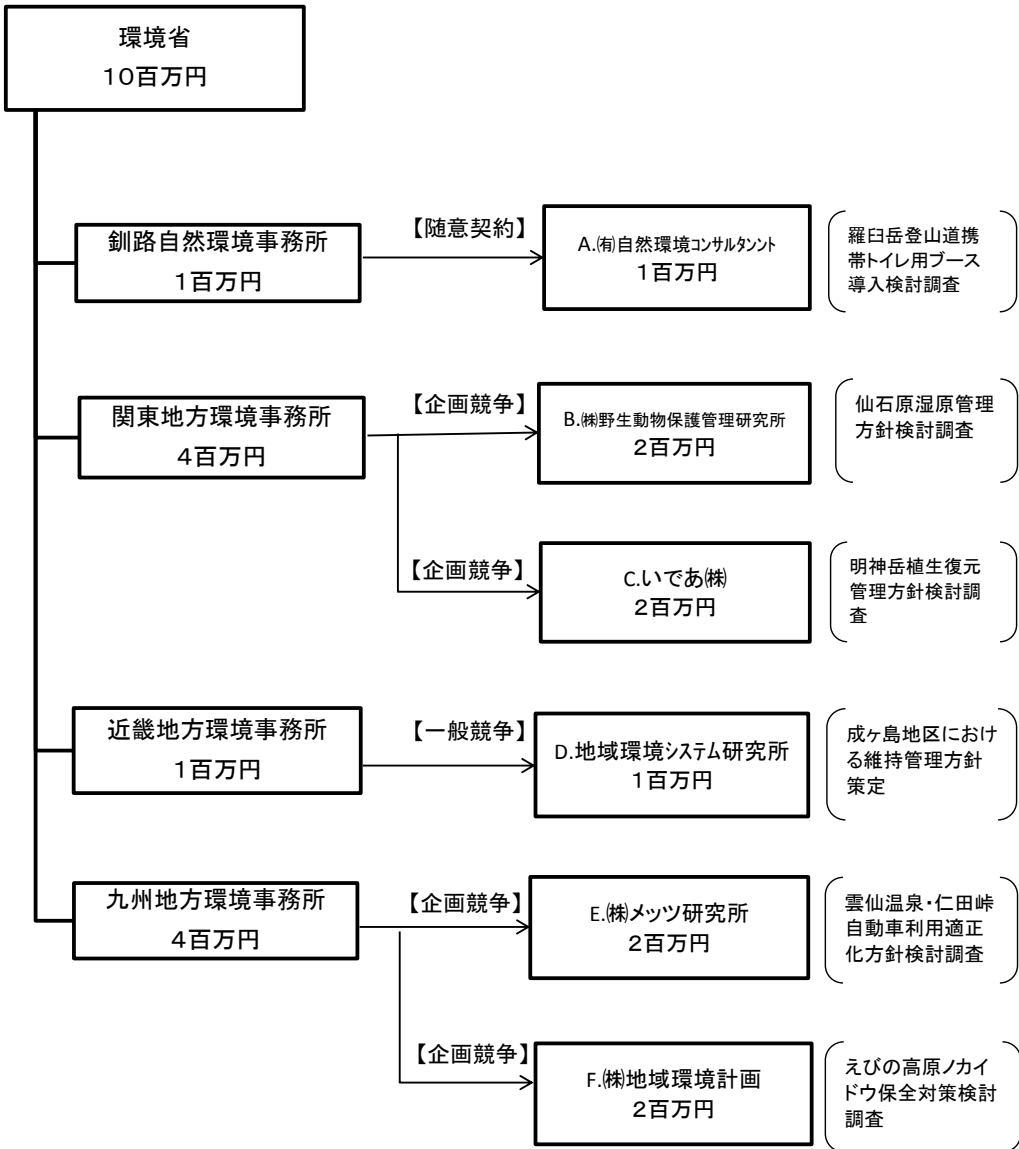 環境省
10百万円
釧路自然環境事務所
1百万円
【随意契約】
A.㈲自然環境コンサルタンント
1百万円
羅臼岳登山道携
帯トイレ用ブース
導入検討調査
関東地方環境事務所
4百万円
【企画競争】
B.㈱野生動物保護管理研究所
2百万円
仙石原湿原管理
方針検討調査
【企画競争】
C.いであ㈱
2百万円
明神岳植生復元
管理方針検討調
査
近畿地方環境事務所
1百万円
【一般競争】
D.地域環境システム研究所
1百万円
成ヶ島地区におけ
る維持管理方針
策定
九州地方環境事務所
4百万円
【企画競争】
E.㈱メッツ研究所
2百万円
雲仙温泉・仁田峠
自動車利用適正
化方針検討調査
【企画競争】
F.㈱地域環境計画
2百万円
えびの高原ノカイ
ドウ保全対策検討
調査